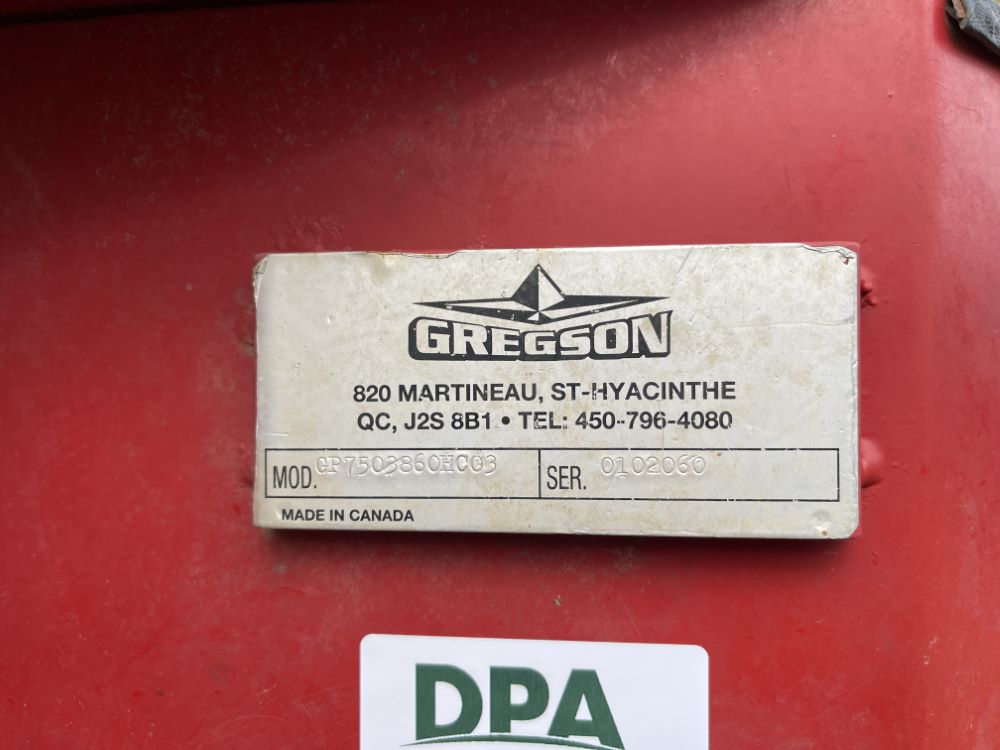 GREGSON
820 MARTINEAU, ST-HYACINTHE
QC, J2S 8B1 • TEL: 450-796-4080
MOD. GP7503860HC03 SER. 0102060
MADE IN CANADA
DPA